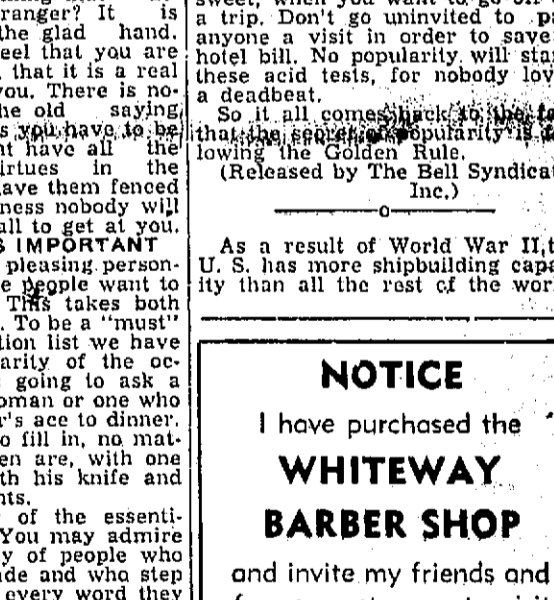 ranger? It is
the glad hand.
eel that you are
that it is a real
you. There is no-
he old saying,
s you have to be
nt have all the
irtues in the
ave them fenced
ness nobody will
all to get at you.
S IMPORTANT
pleasing person-
e people want to
This takes both
. To be a "must"
tion list we have
arity of the oc-
going to ask a
oman or one who
r's ace to dinner.
o fill in, no mat-
en are, with one
th his knife and
nts.
of the essenti-
You may admire
y of people who
ade and who step
every word they
sweet, when you want to go on
a trip. Don't go uninvited to pa
anyone a visit in order to save
hotel bill. No popularity will sta
these acid tests, for nobody lov
a deadbeat.
So it all comes back to the
that the secret of popularity is
lowing the Golden Rule.
(Released by The Bell Syndicat
Inc.)
As a result of World War II, t
U. S. has more shipbuilding capa
ity than all the rest of the wor
NOTICE
I have purchased the
WHITEWAY
BARBER SHOP
and invite my friends and